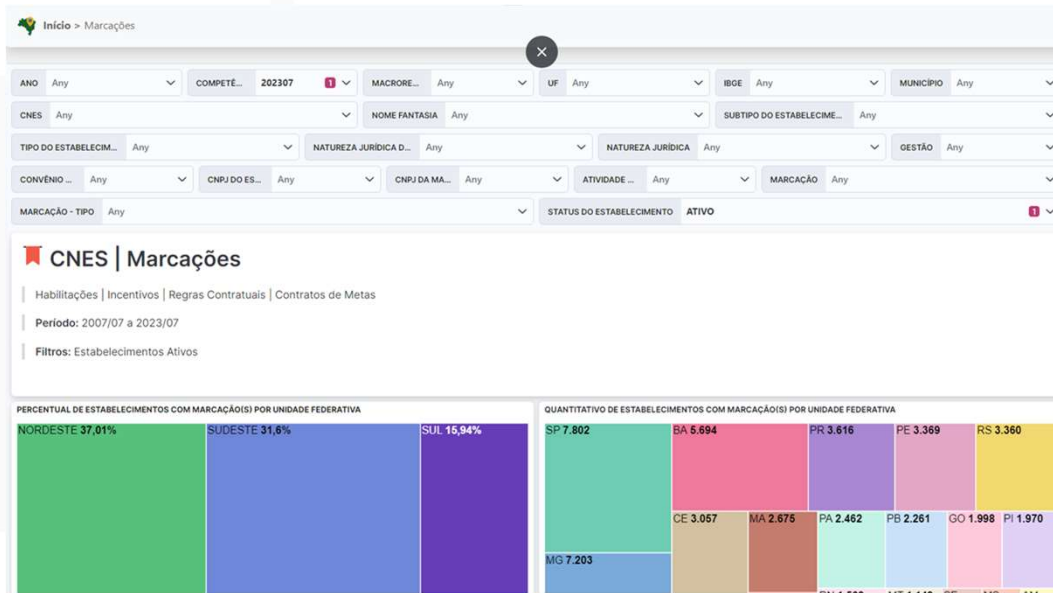 Início > Marcações
ANO Any COMPETÊ... 202307 1 MACRORE... Any UF Any IBGE Any MUNICÍPIO Any
CNES Any NOME FANTASIA Any SUBTIPO DO ESTABELECIME... Any
TIPO DO ESTABELECIM... Any NATUREZA JURÍDICA D... Any NATUREZA JURÍDICA Any GESTÃO Any
CONVÊNIO ... Any CNPJ DO ES... Any CNPJ DA MA... Any ATIVIDADE ... Any MARCAÇÃO Any
MARCAÇÃO - TIPO Any STATUS DO ESTABELECIMENTO ATIVO 1
CNES | Marcações
Habilitações | Incentivos | Regras Contratuais | Contratos de Metas
Período: 2007/07 a 2023/07
Filtros: Estabelecimentos Ativos
PERCENTUAL DE ESTABELECIMENTOS COM MARCAÇÃO(S) POR UNIDADE FEDERATIVA
NORDESTE 37,01% SUDESTE 31,6% SUL 15,94%
QUANTITATIVO DE ESTABELECIMENTOS COM MARCAÇÃO(S) POR UNIDADE FEDERATIVA
SP 7.802 BA 5.694 PR 3.616 PE 3.369 RS 3.360
CE 3.057 MA 2.675 PA 2.462 PB 2.261 GO 1.998 PI 1.970
MG 7.203